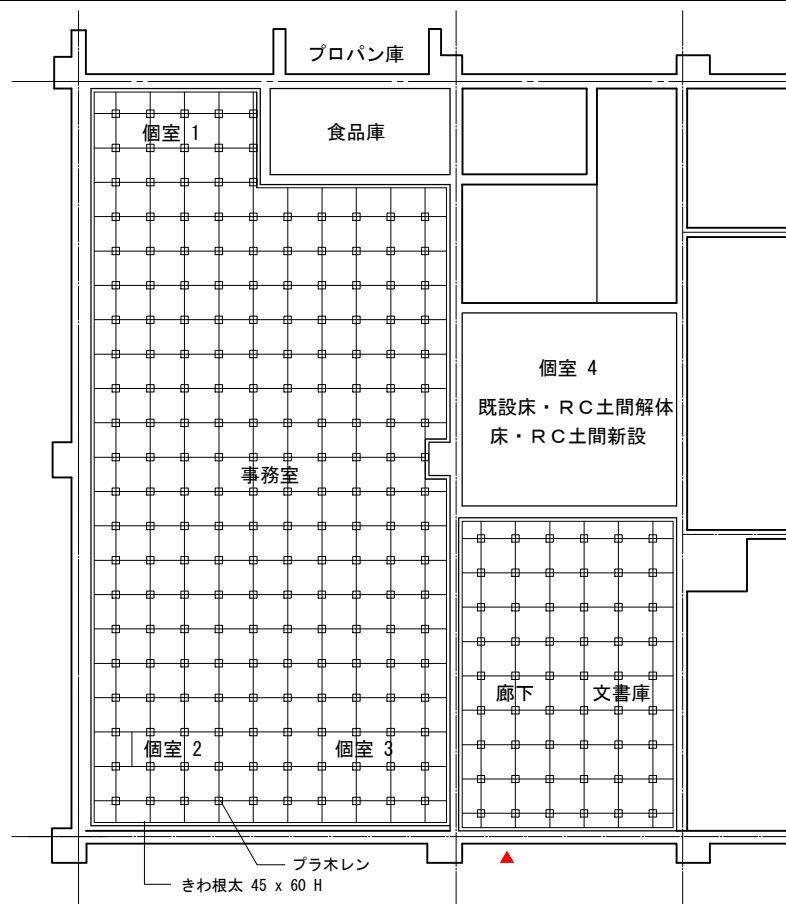 プロパン庫
個室 1
食品庫
個室 4
既設床・ＲＣ土間解体
床・ＲＣ土間新設
事務室
廊下
文書庫
個室 2
個室 3
プラ木レン
きわ根太 45 x 60 H